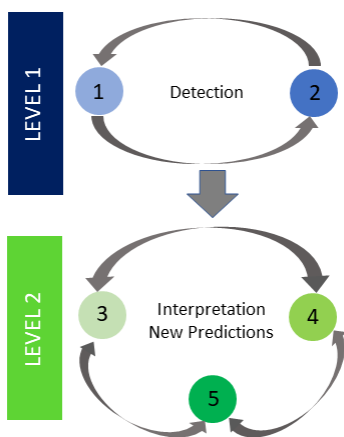 LEVEL 1
1
Detection
2
LEVEL 2
3
Interpretation
New Predictions
4
5